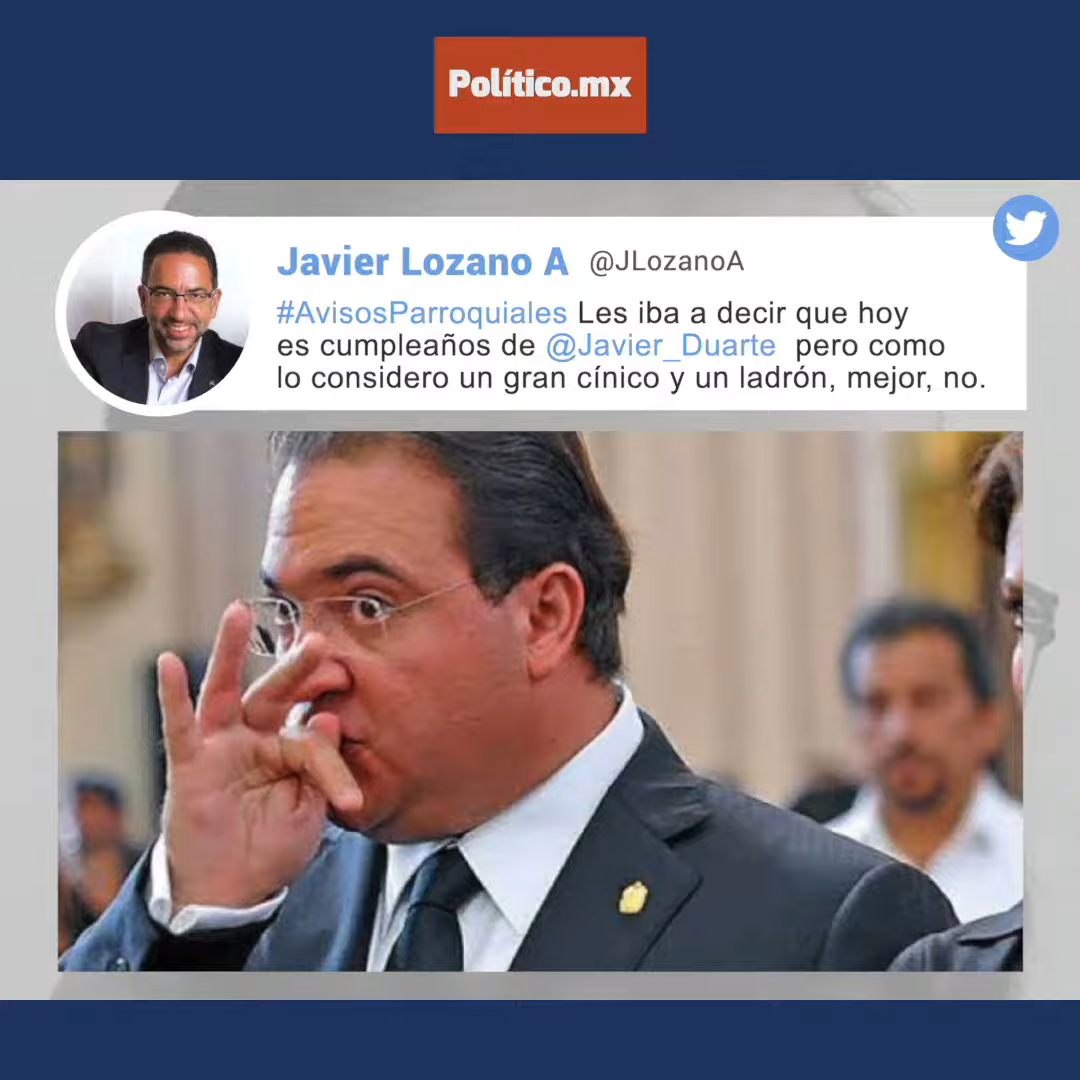 Político.mx
Javier Lozano A @JLozanoA
#AvisosParroquiales Les iba a decir que hoy
es cumpleaños de @Javier_Duarte pero como
lo considero un gran cínico y un ladrón, mejor, no.